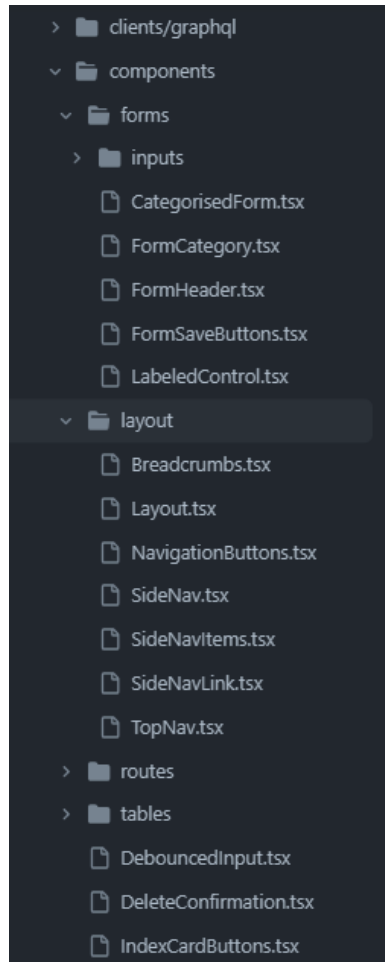 clients/graphql
components
forms
inputs
CategorisedForm.tsx
FormCategory.tsx
FormHeader.tsx
FormSaveButtons.tsx
LabeledControl.tsx
layout
Breadcrumbs.tsx
Layout.tsx
NavigationButtons.tsx
SideNav.tsx
SideNavItems.tsx
SideNavLink.tsx
TopNav.tsx
routes
tables
DebouncedInput.tsx
DeleteConfirmation.tsx
IndexCardButtons.tsx